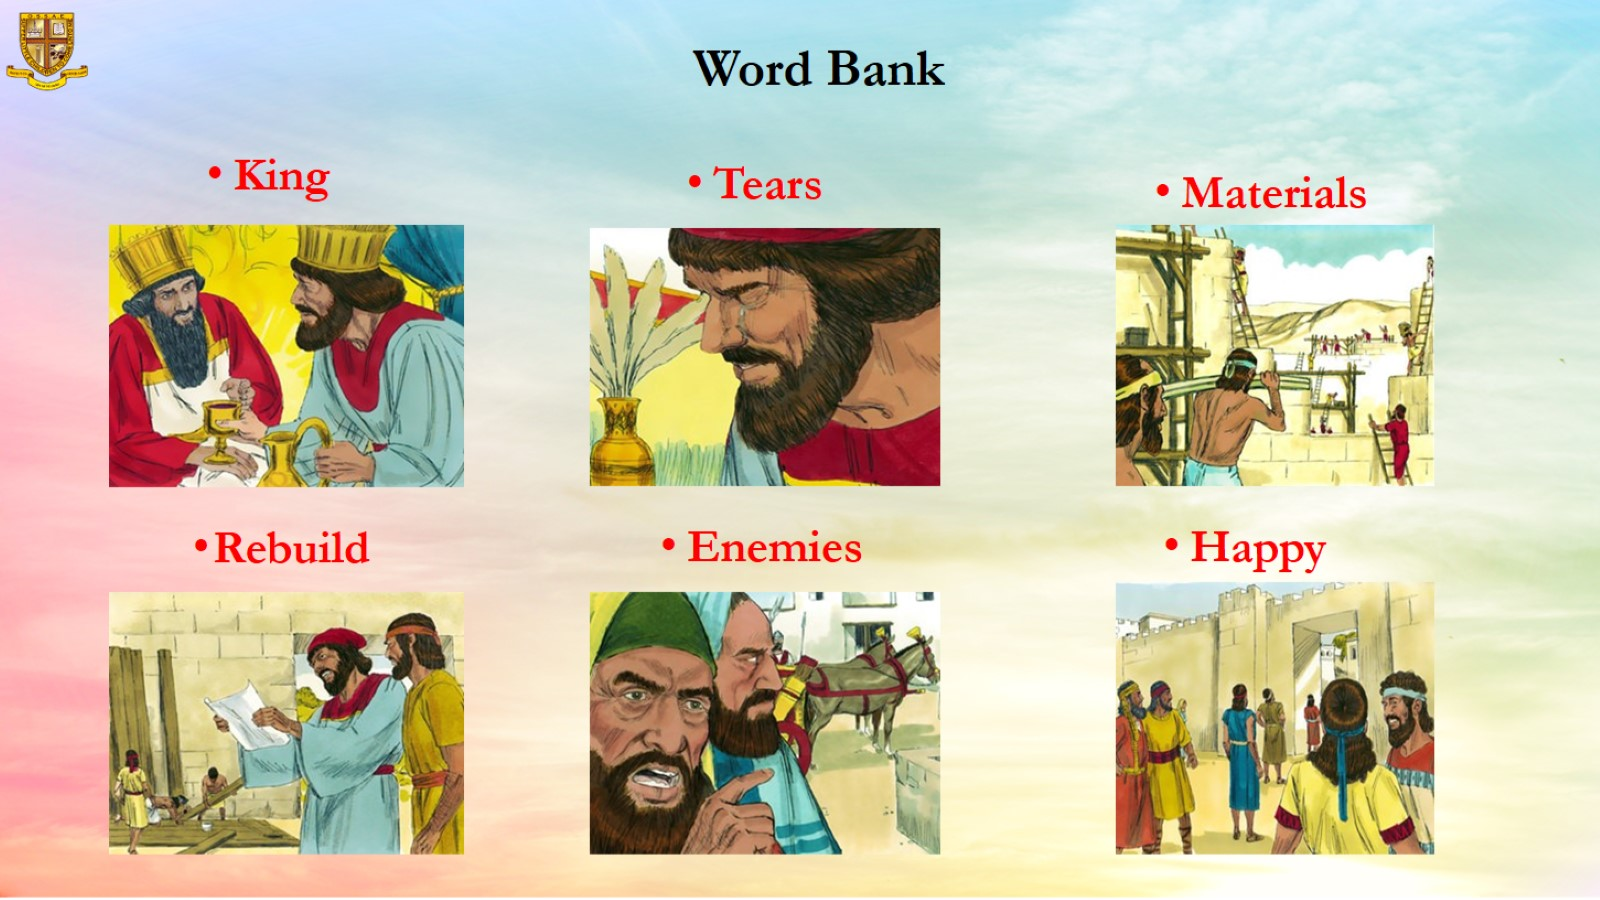 Word Bank
• King
• Tears
• Materials
• Rebuild
• Enemies
• Happy